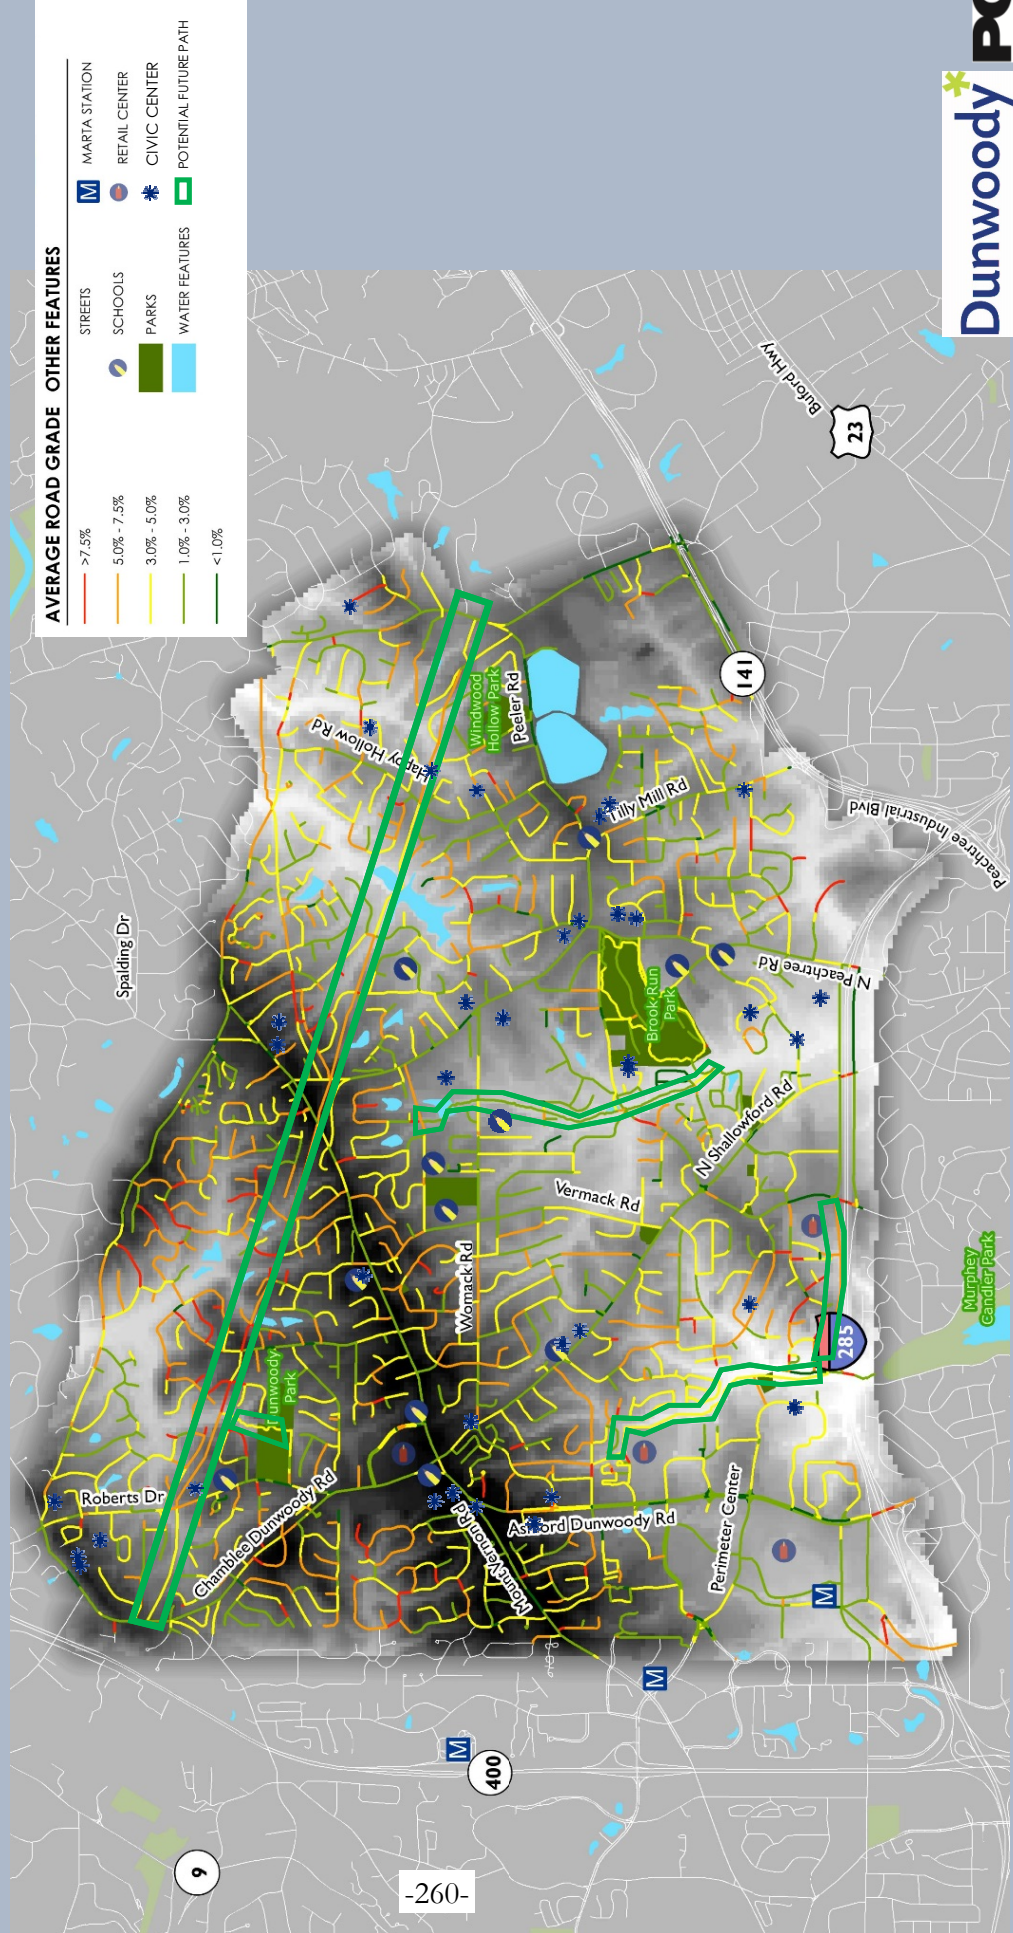 AVERAGE ROAD GRADE
>7.5%
5.0% - 7.5%
3.0% - 5.0%
1.0% - 3.0%
<1.0%
OTHER FEATURES
STREETS
SCHOOLS
PARKS
WATER FEATURES
M MARTA STATION
RETAIL CENTER
CIVIC CENTER
POTENTIAL FUTURE PATH
Dunwoody
Spalding Dr
Roberts Dr
Chamblee Dunwoody Rd
Dunwoody
Park
Happy Hollow Rd
Windwood
Hollow Park
Peeler Rd
Tilly Mill Rd
Brook Run
Park
N Peachtree Rd
N Shallowford Rd
Vermack Rd
Womack Rd
Mount Vernon Rd
Ashford Dunwoody Rd
Perimeter Center
Murphey
Candler Park
Peachtree Industrial Blvd
Buford Hwy
23
141
285
400
9
M
M
M
-260-